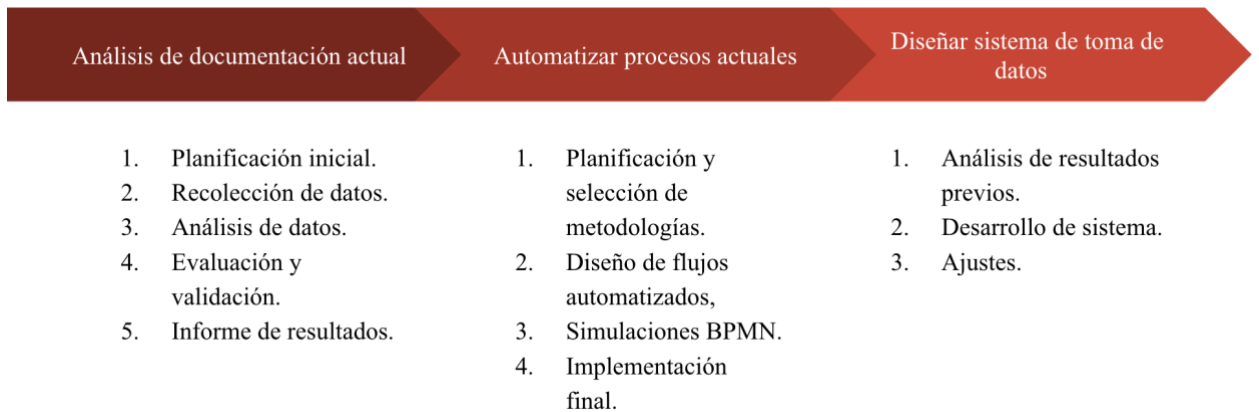 Análisis de documentación actual
Automatizar procesos actuales
Diseñar sistema de toma de
datos
1. Planificación inicial.
2. Recolección de datos.
3. Análisis de datos.
4. Evaluación y
validación.
5. Informe de resultados.
1. Planificación y
selección de
metodologías.
2. Diseño de flujos
automatizados,
3. Simulaciones BPMN.
4. Implementación
final.
1. Análisis de resultados
previos.
2. Desarrollo de sistema.
3. Ajustes.